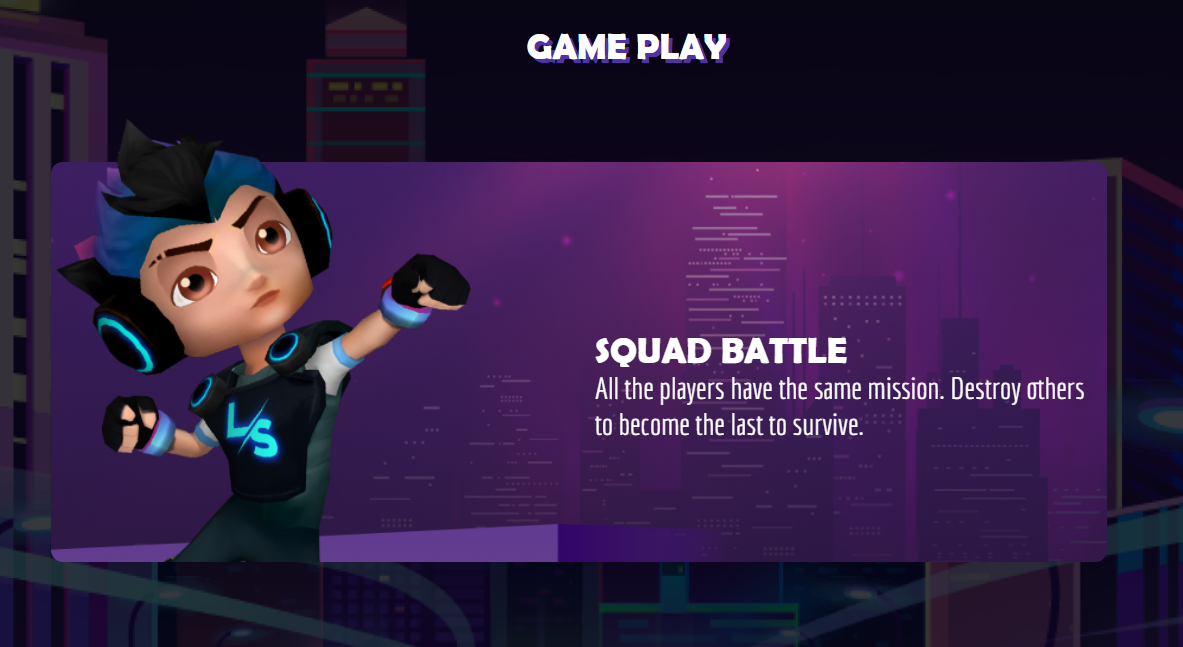 GAME PLAY
SQUAD BATTLE
All the players have the same mission. Destroy others
to become the last to survive.
L/S